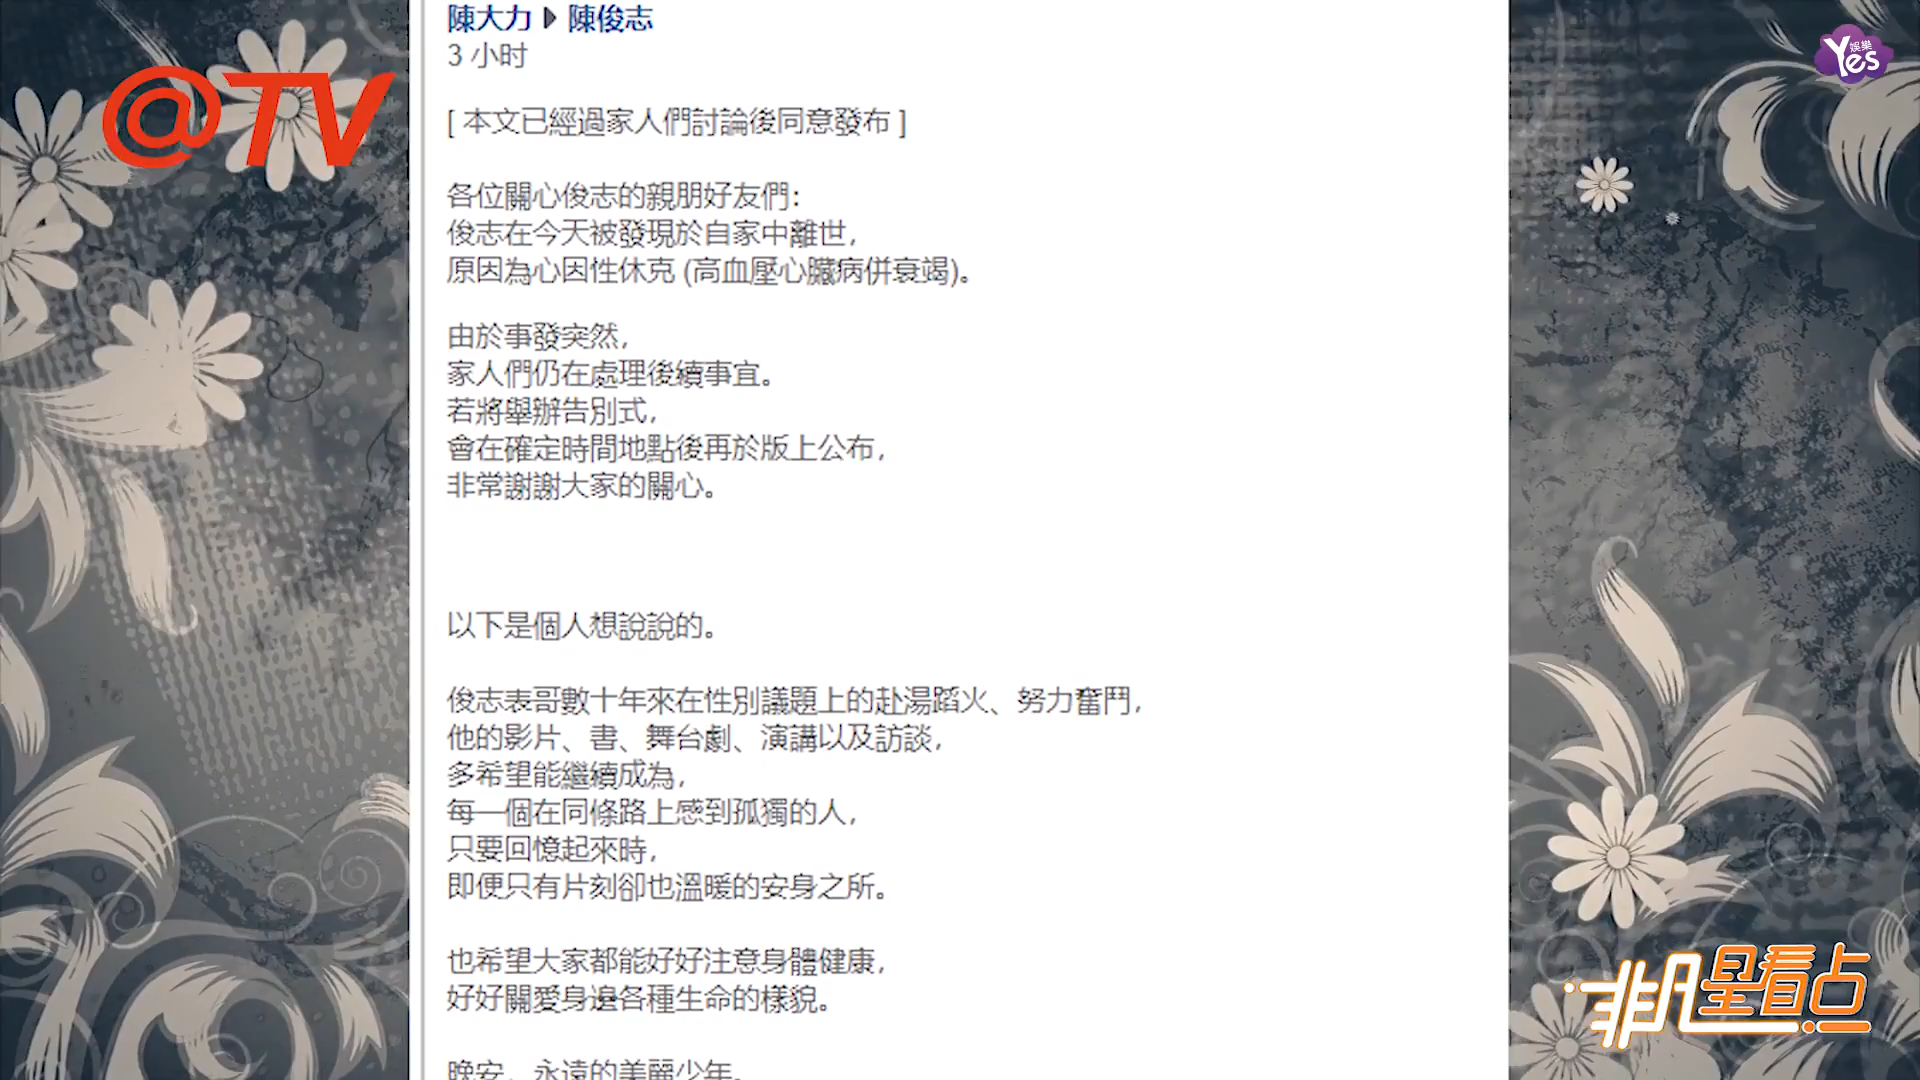 陳大力 ▶ 陳俊志
3 小时
@TV
娛樂
Yes
[ 本文已經過家人們討論後同意發布 ]
各位關心俊志的親朋好友們：
俊志在今天被發現於自家中離世，
原因為心因性休克 (高血壓心臟病併衰竭)。
由於事發突然，
家人們仍在處理後續事宜。
若將舉辦告別式，
會在確定時間地點後再於版上公布，
非常謝謝大家的關心。
以下是個人想說說的。
俊志表哥數十年來在性別議題上的赴湯蹈火、努力奮鬥，
他的影片、書、舞台劇、演講以及訪談，
多希望能繼續成為，
每一個在同條路上感到孤獨的人，
只要回憶起來時，
即便只有片刻卻也溫暖的安身之所。
也希望大家都能好好注意身體健康，
好好關愛身邊各種生命的樣貌。
晚安，永遠的美麗少年。
非凡星看点